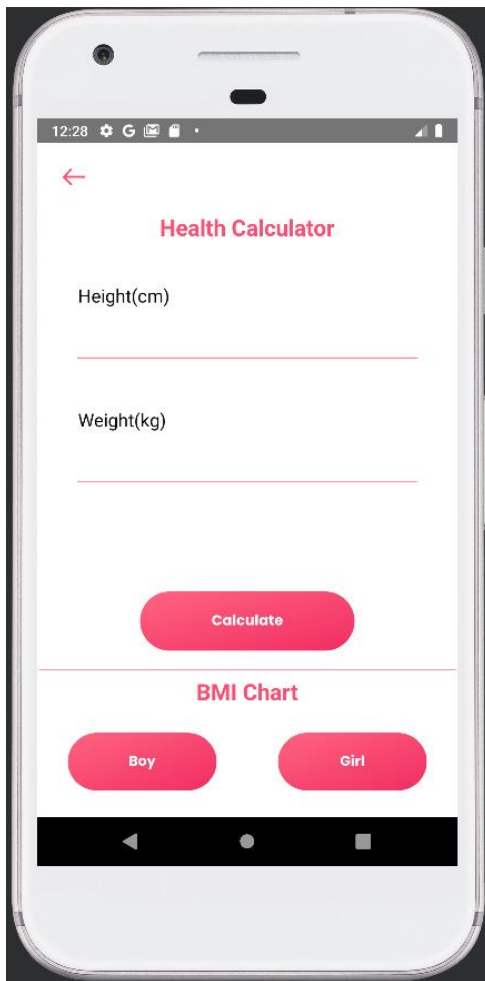 12:28 G
Health Calculator
Height(cm)
Weight(kg)
Calculate
BMI Chart
Boy Girl